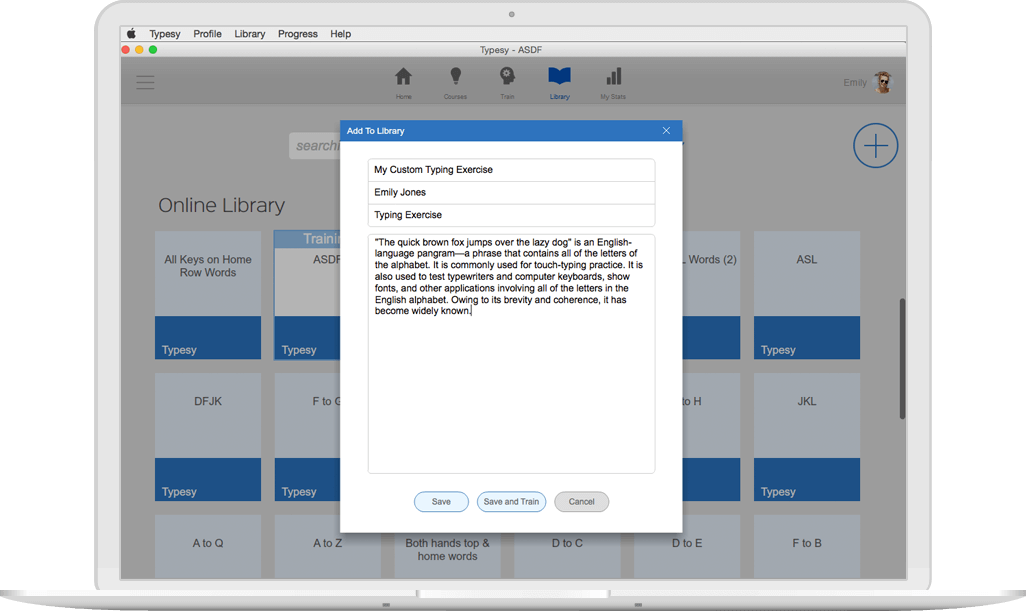 Typesy Profile Library Progress Help
Typesy - ASDF
Home Courses Train Library My Stats
Emily
Add To Library
My Custom Typing Exercise
Emily Jones
Typing Exercise
"The quick brown fox jumps over the lazy dog" is an English-
language pangram—a phrase that contains all of the letters of
the alphabet. It is commonly used for touch-typing practice. It is
also used to test typewriters and computer keyboards, show
fonts, and other applications involving all of the letters in the
English alphabet. Owing to its brevity and coherence, it has
become widely known.
Save Save and Train Cancel
Online Library
All Keys on Home
Row Words
Typesy
ASDF
Typesy
Words (2)
ASL
Typesy
DFJK
Typesy
F to
Typesy
to H
JKL
Typesy
A to Q
A to Z
Both hands top &
home words
D to C
D to E
F to B